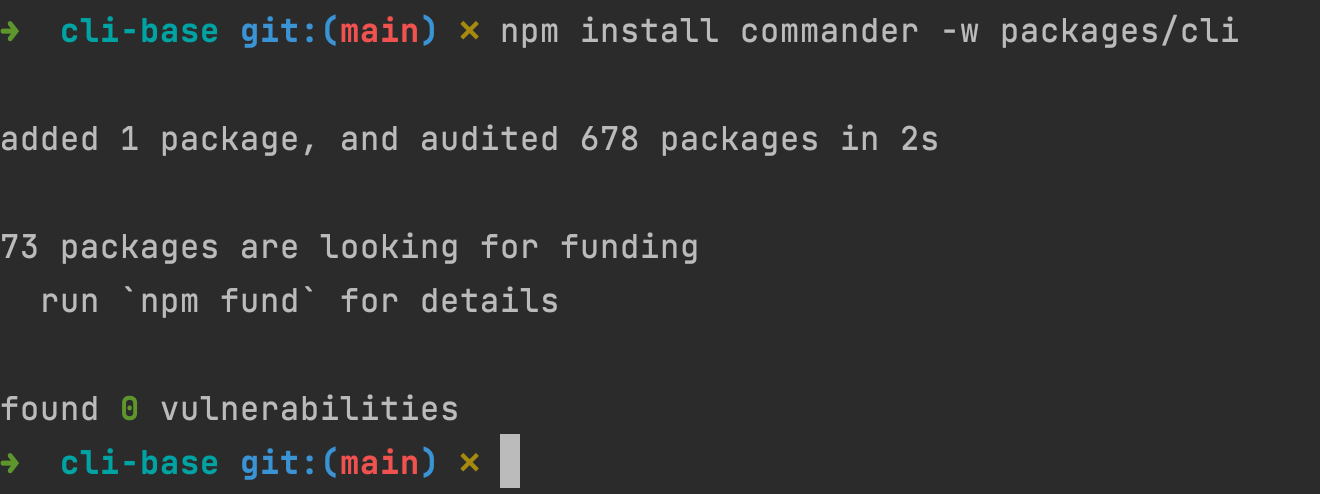 ➜  cli-base git:(main) ✗ npm install commander -w packages/cli
added 1 package, and audited 678 packages in 2s
73 packages are looking for funding
  run `npm fund` for details
found 0 vulnerabilities
➜  cli-base git:(main) ✗